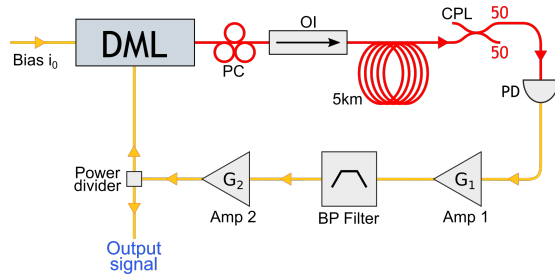 Bias i₀
DML
PC
OI
5km
CPL
50
50
PD
Power
divider
G₂
Amp 2
BP Filter
G₁
Amp 1
Output
signal